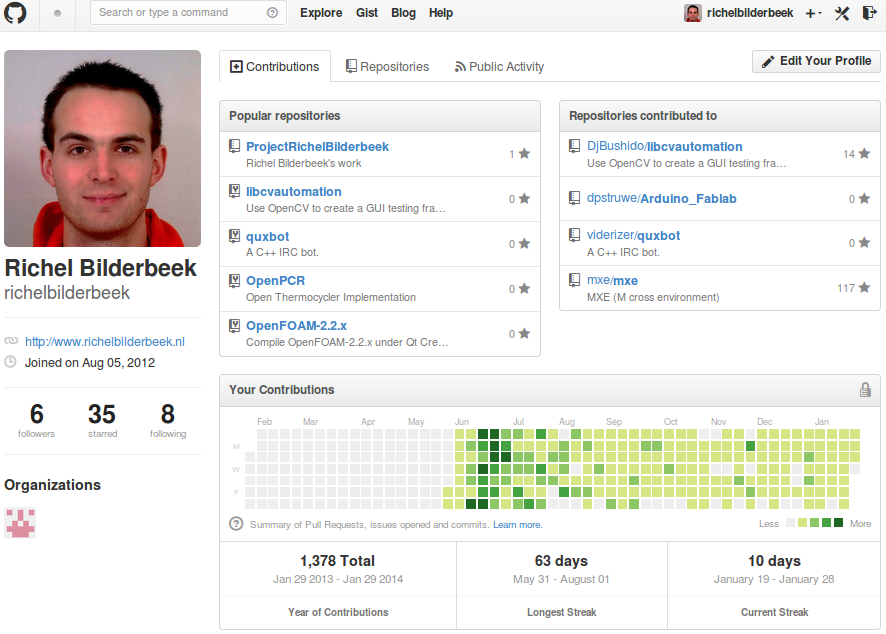 Search or type a command
Explore Gist Blog Help
richelbilderbeek
Contributions Repositories Public Activity
Edit Your Profile
Richel Bilderbeek
richelbilderbeek
http://www.richelbilderbeek.nl
Joined on Aug 05, 2012
6 35 8
followers starred following
Organizations
Popular repositories
ProjectRichelBilderbeek
Richel Bilderbeek's work
1
libcvautomation
Use OpenCV to create a GUI testing fra…
0
quxbot
A C++ IRC bot.
0
OpenPCR
Open Thermocycler Implementation
0
OpenFOAM-2.2.x
Compile OpenFOAM-2.2.x under Qt Cre…
0
Repositories contributed to
DjBushido/libcvautomation
Use OpenCV to create a GUI testing fra…
14
dpstruwe/Arduino_Fablab
0
viderizer/quxbot
A C++ IRC bot.
0
mxe/mxe
MXE (M cross environment)
117
Your Contributions
Feb Mar Apr May Jun Jul Aug Sep Oct Nov Dec Jan
M
W
F
Summary of Pull Requests, issues opened and commits. Learn more.
Less More
1,378 Total
Jan 29 2013 - Jan 29 2014
Year of Contributions
63 days
May 31 - August 01
Longest Streak
10 days
January 19 - January 28
Current Streak